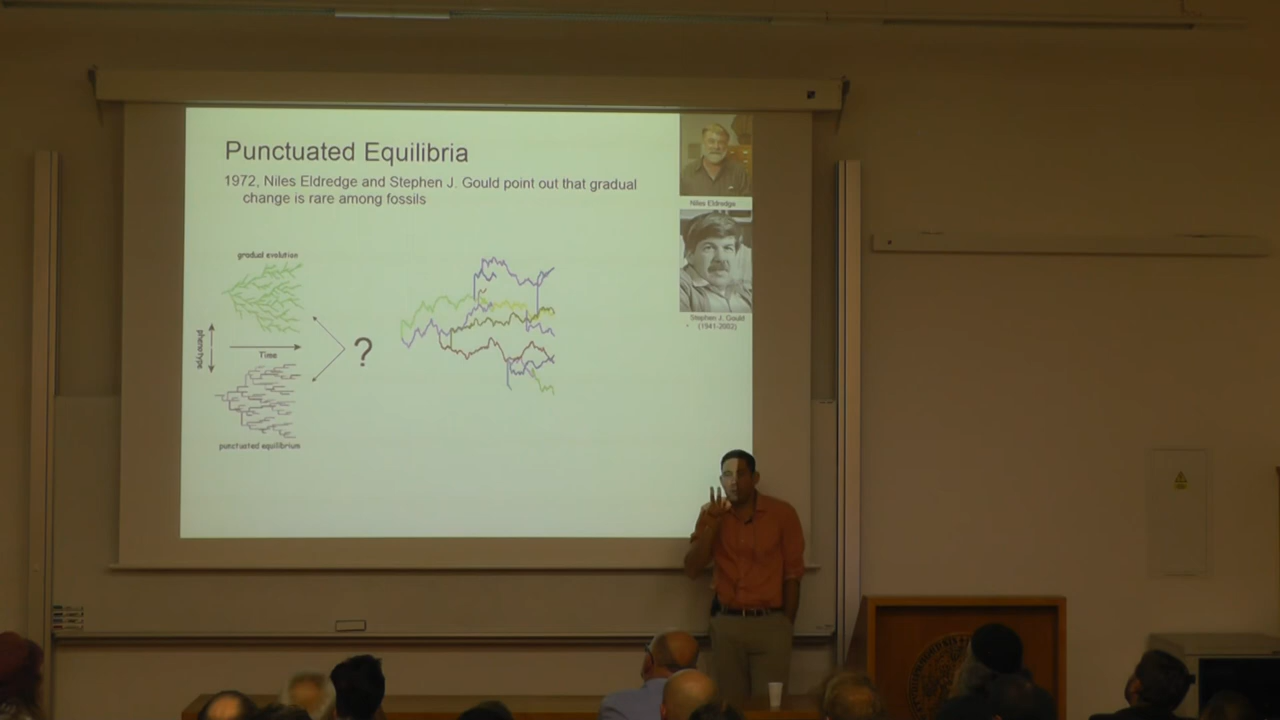 Punctuated Equilibria
1972, Niles Eldredge and Stephen J. Gould point out that gradual
change is rare among fossils
Niles Eldredge
Stephen J. Gould
(1941-2002)
gradual evolution
phenotype
Time
?
punctuated equilibrium